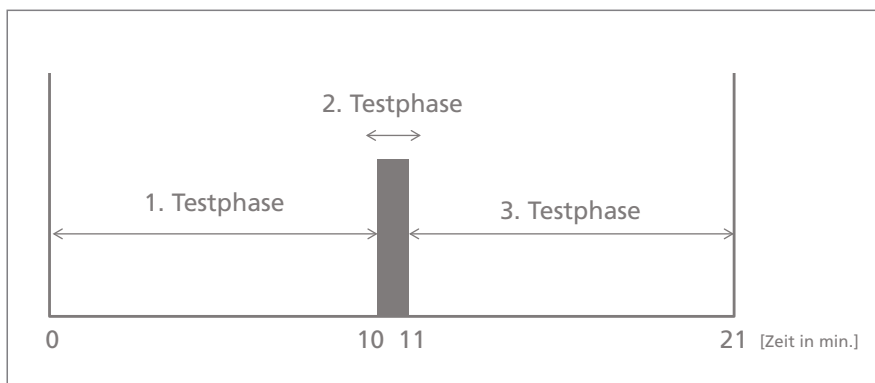 2. Testphase
1. Testphase
3. Testphase
0 10 11 21 [Zeit in min.]